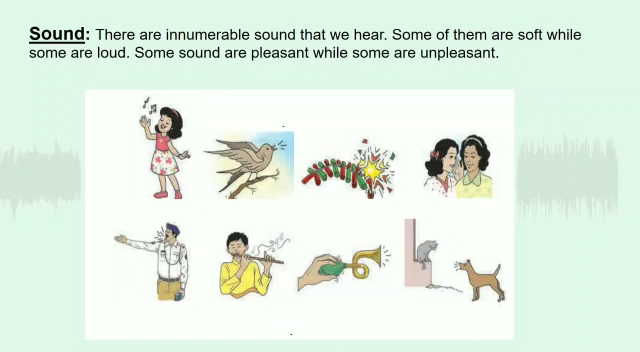 Sound: There are innumerable sound that we hear. Some of them are soft while
some are loud. Some sound are pleasant while some are unpleasant.